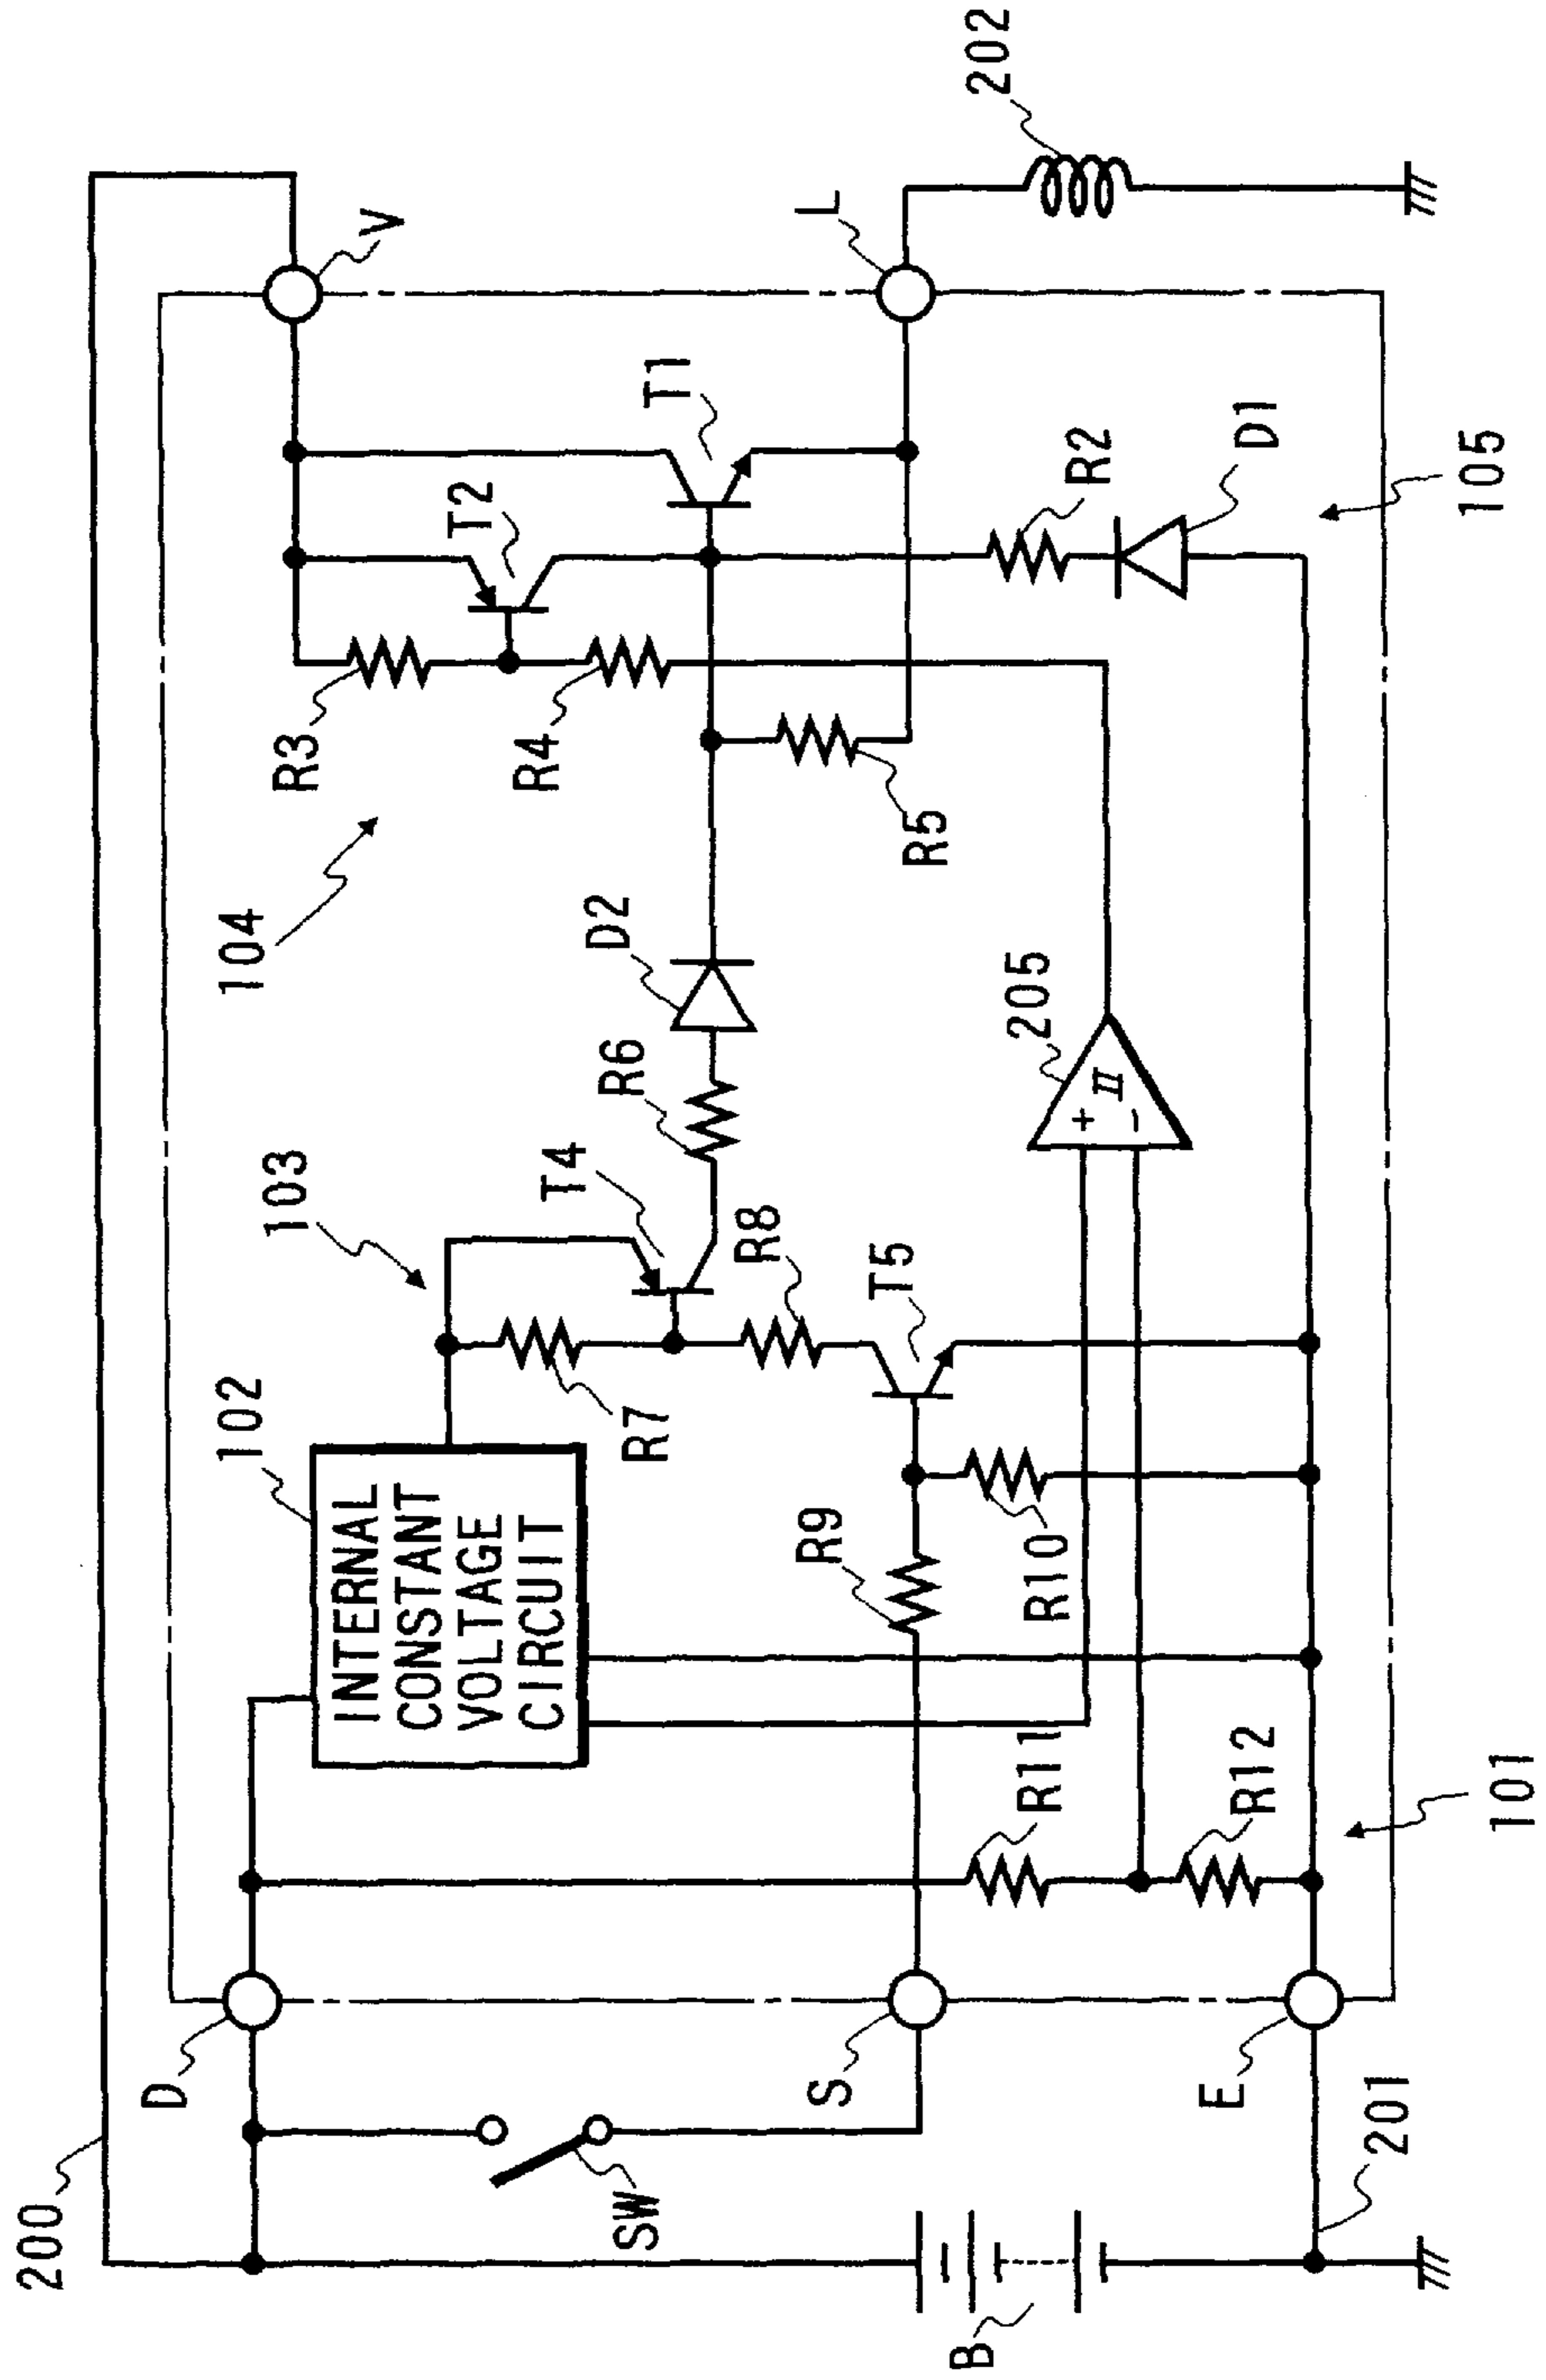 200
D
SW
B
S
E
201
101
102
INTERNAL
CONSTANT
VOLTAGE
CIRCUIT
R11
R12
R9
R10
R7
103
T4
R8
T5
R6
D2
205
+
−
II
104
R3
R4
R5
T2
T1
R2
D1
105
V
L
202